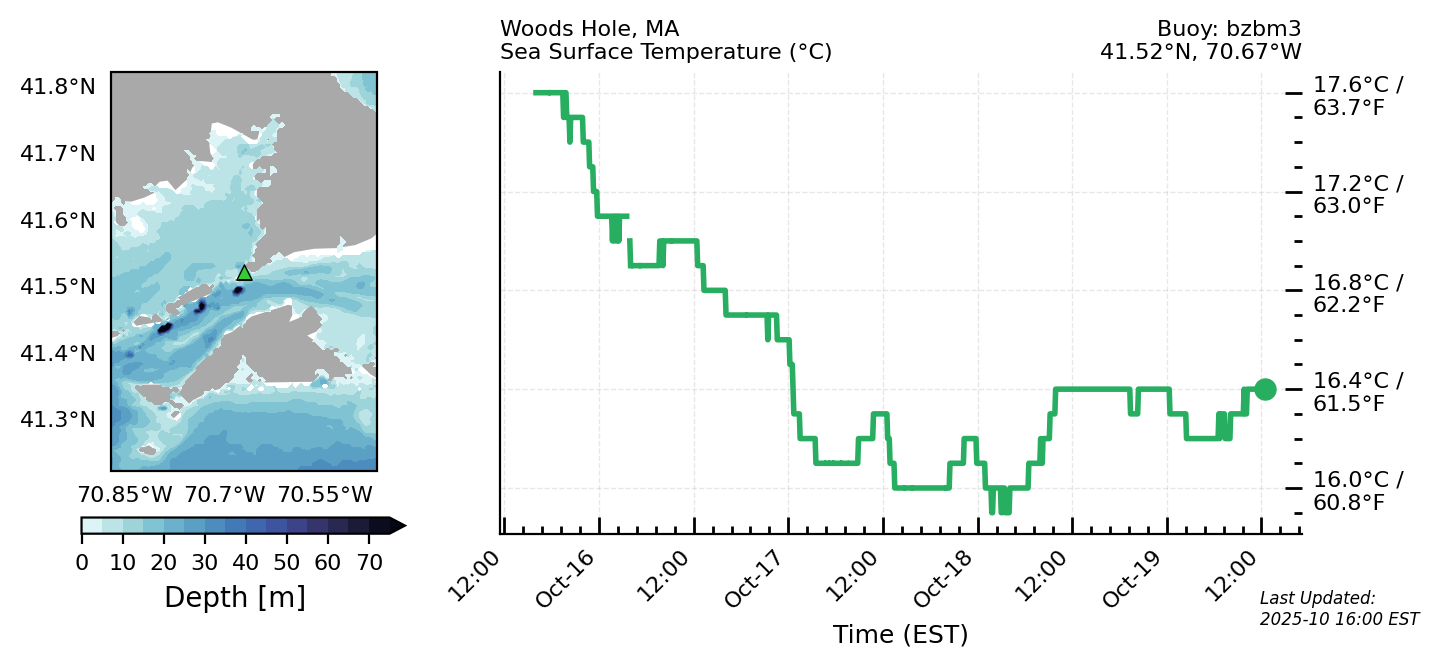 Woods Hole, MA
Sea Surface Temperature (°C)
Buoy: bzbm3
41.52°N, 70.67°W
41.8°N
41.7°N
41.6°N
41.5°N
41.4°N
41.3°N
70.85°W 70.7°W 70.55°W
0 10 20 30 40 50 60 70
Depth [m]
17.6°C /
63.7°F
17.2°C /
63.0°F
16.8°C /
62.2°F
16.4°C /
61.5°F
16.0°C /
60.8°F
12:00 Oct-16 12:00 Oct-17 12:00 Oct-18 12:00 Oct-19 12:00
Time (EST)
Last Updated:
2025-10 16:00 EST